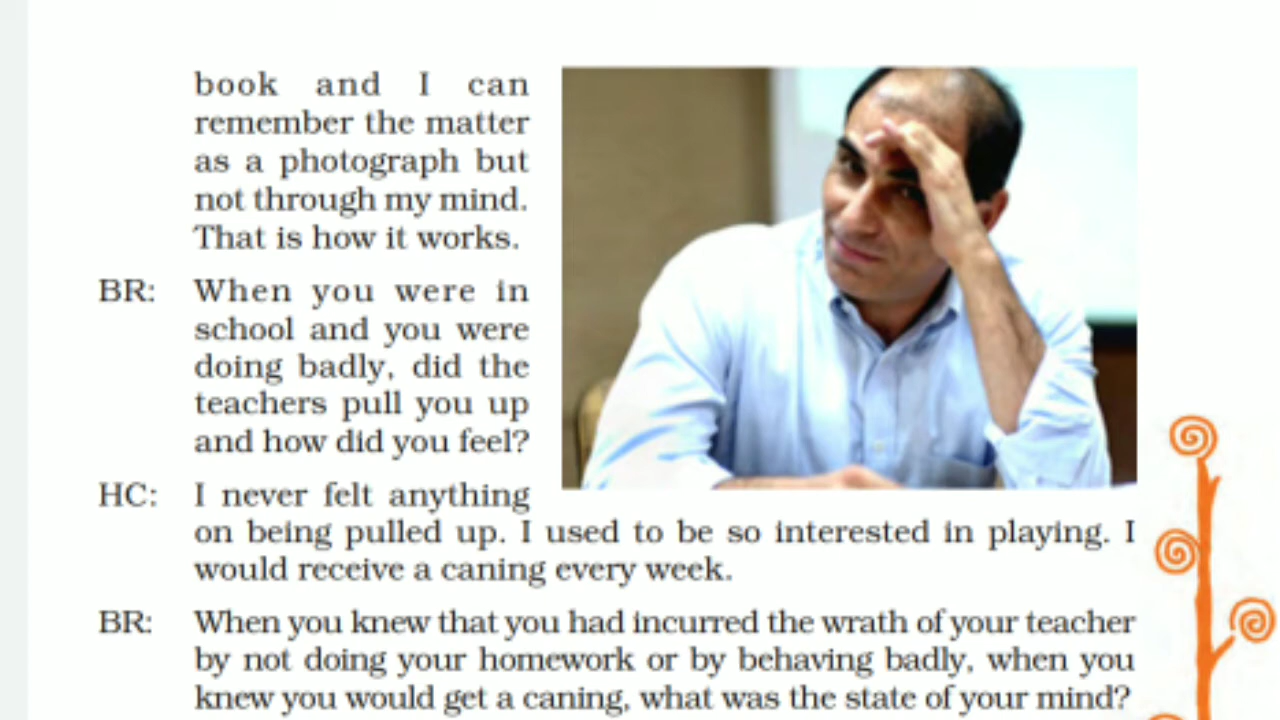 book and I can
remember the matter
as a photograph but
not through my mind.
That is how it works.
BR: When you were in
school and you were
doing badly, did the
teachers pull you up
and how did you feel?
HC: I never felt anything
on being pulled up. I used to be so interested in playing. I
would receive a caning every week.
BR: When you knew that you had incurred the wrath of your teacher
by not doing your homework or by behaving badly, when you
knew you would get a caning, what was the state of your mind?